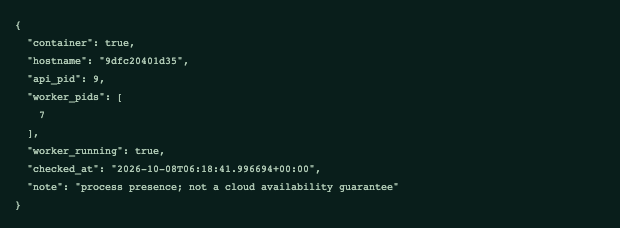 {
  "container": true,
  "hostname": "9dfc20401d35",
  "api_pid": 9,
  "worker_pids": [
    7
  ],
  "worker_running": true,
  "checked_at": "2026-10-08T06:18:41.996694+00:00",
  "note": "process presence; not a cloud availability guarantee"
}